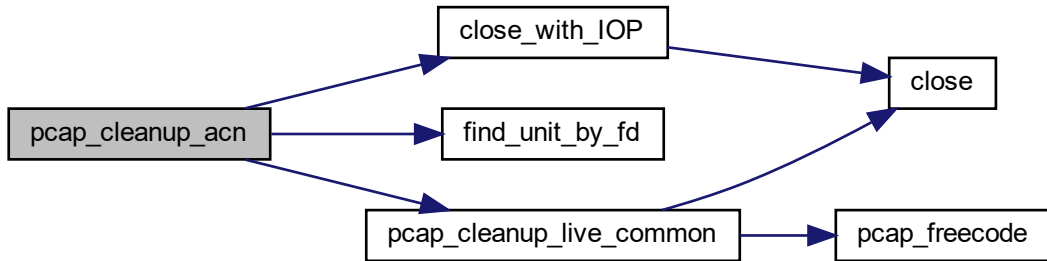 close_with_IOP
close
pcap_cleanup_acn
find_unit_by_fd
pcap_cleanup_live_common
pcap_freecode